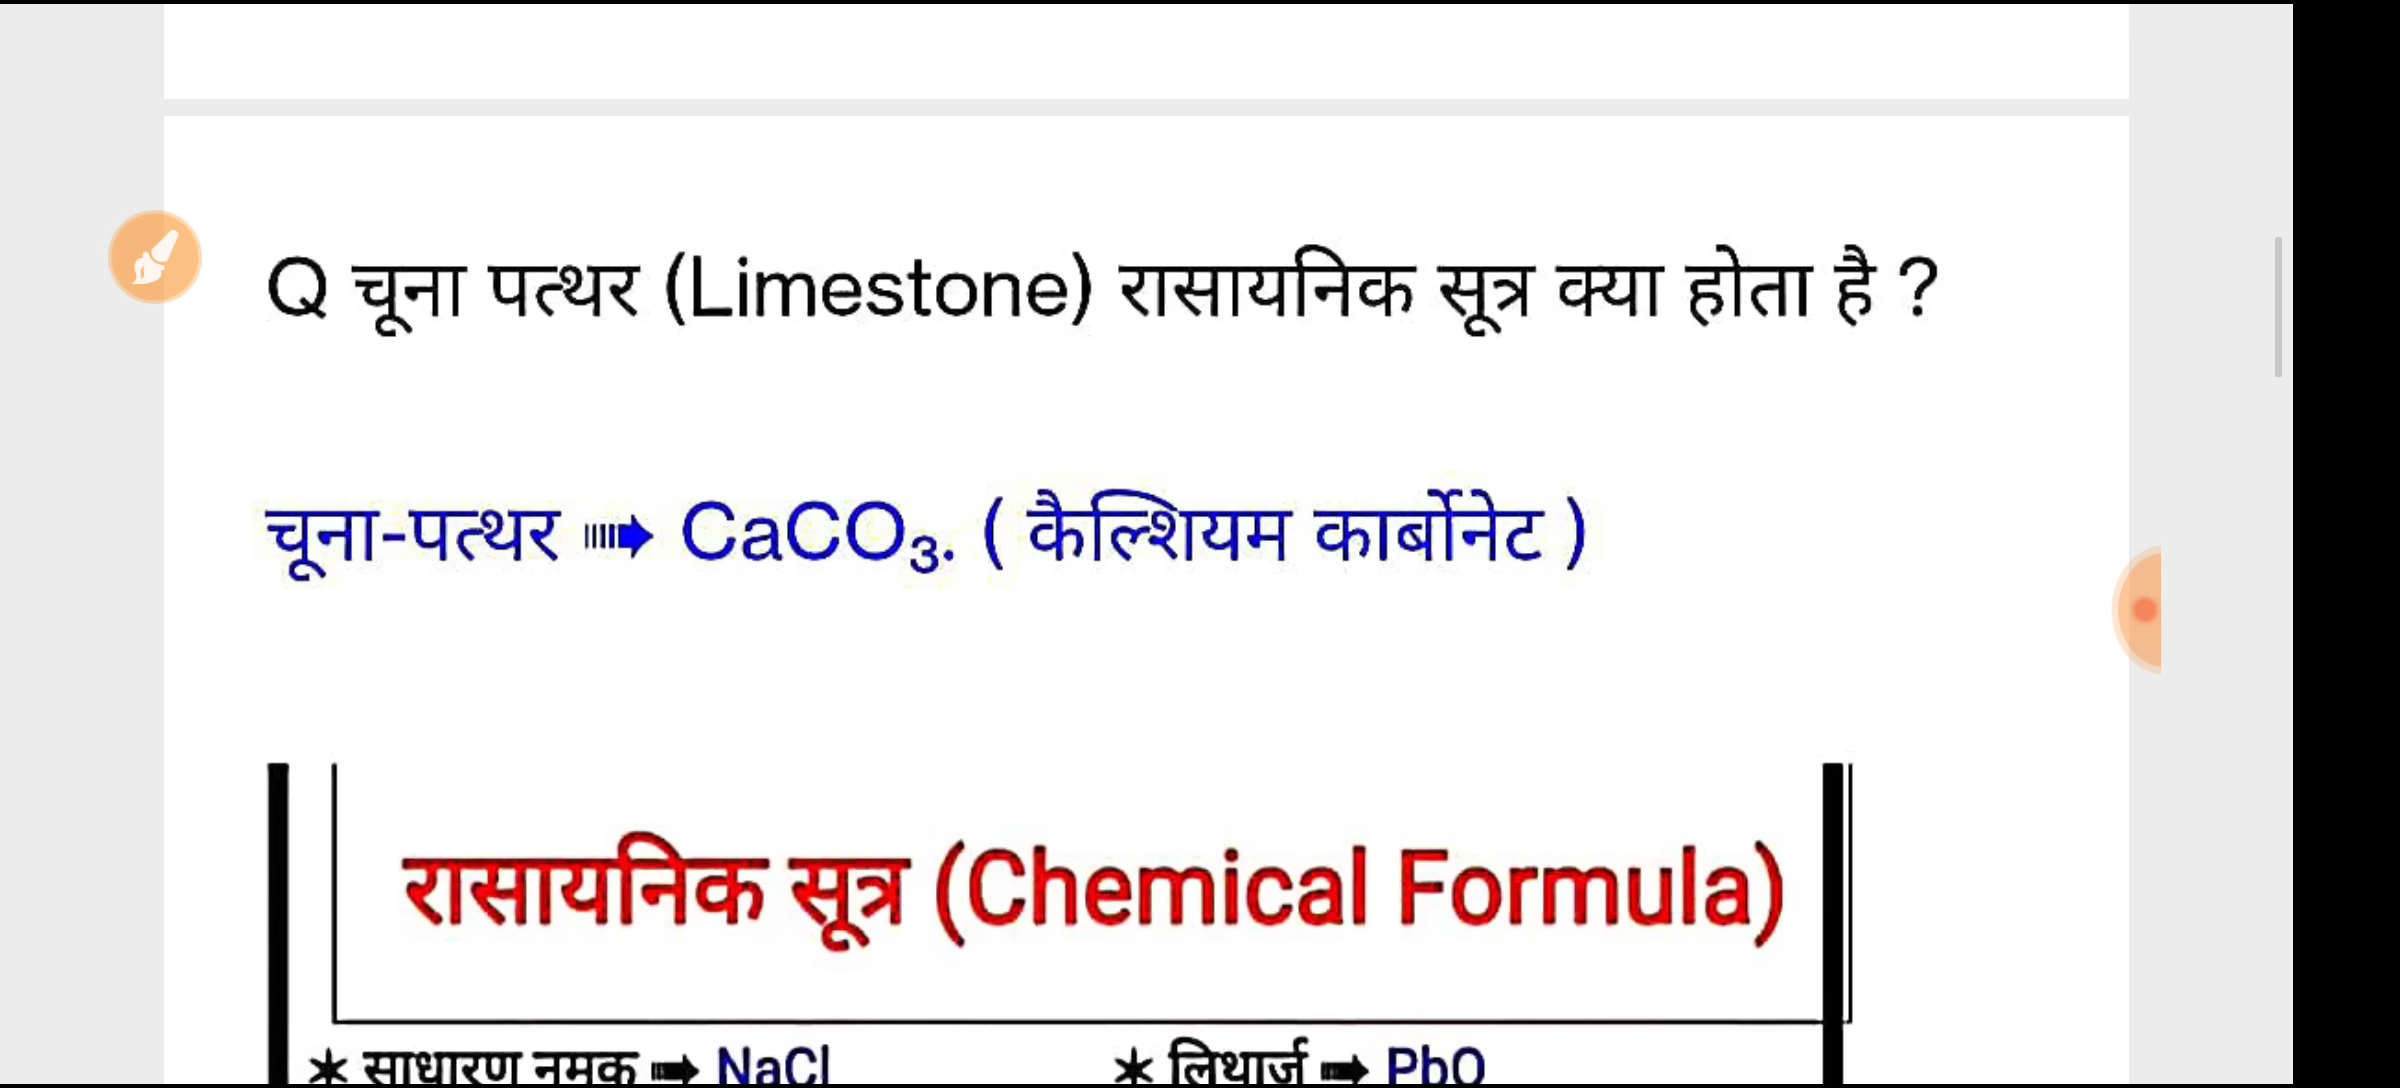 Q चूना पत्थर (Limestone) रासायनिक सूत्र क्या होता है ?
चूना-पत्थर ➠ CaCO₃. ( कैल्शियम कार्बोनेट )
रासायनिक सूत्र (Chemical Formula)
✶ साधारण नमक ➠ NaCl ✶ लिथार्ज ➠ PbO